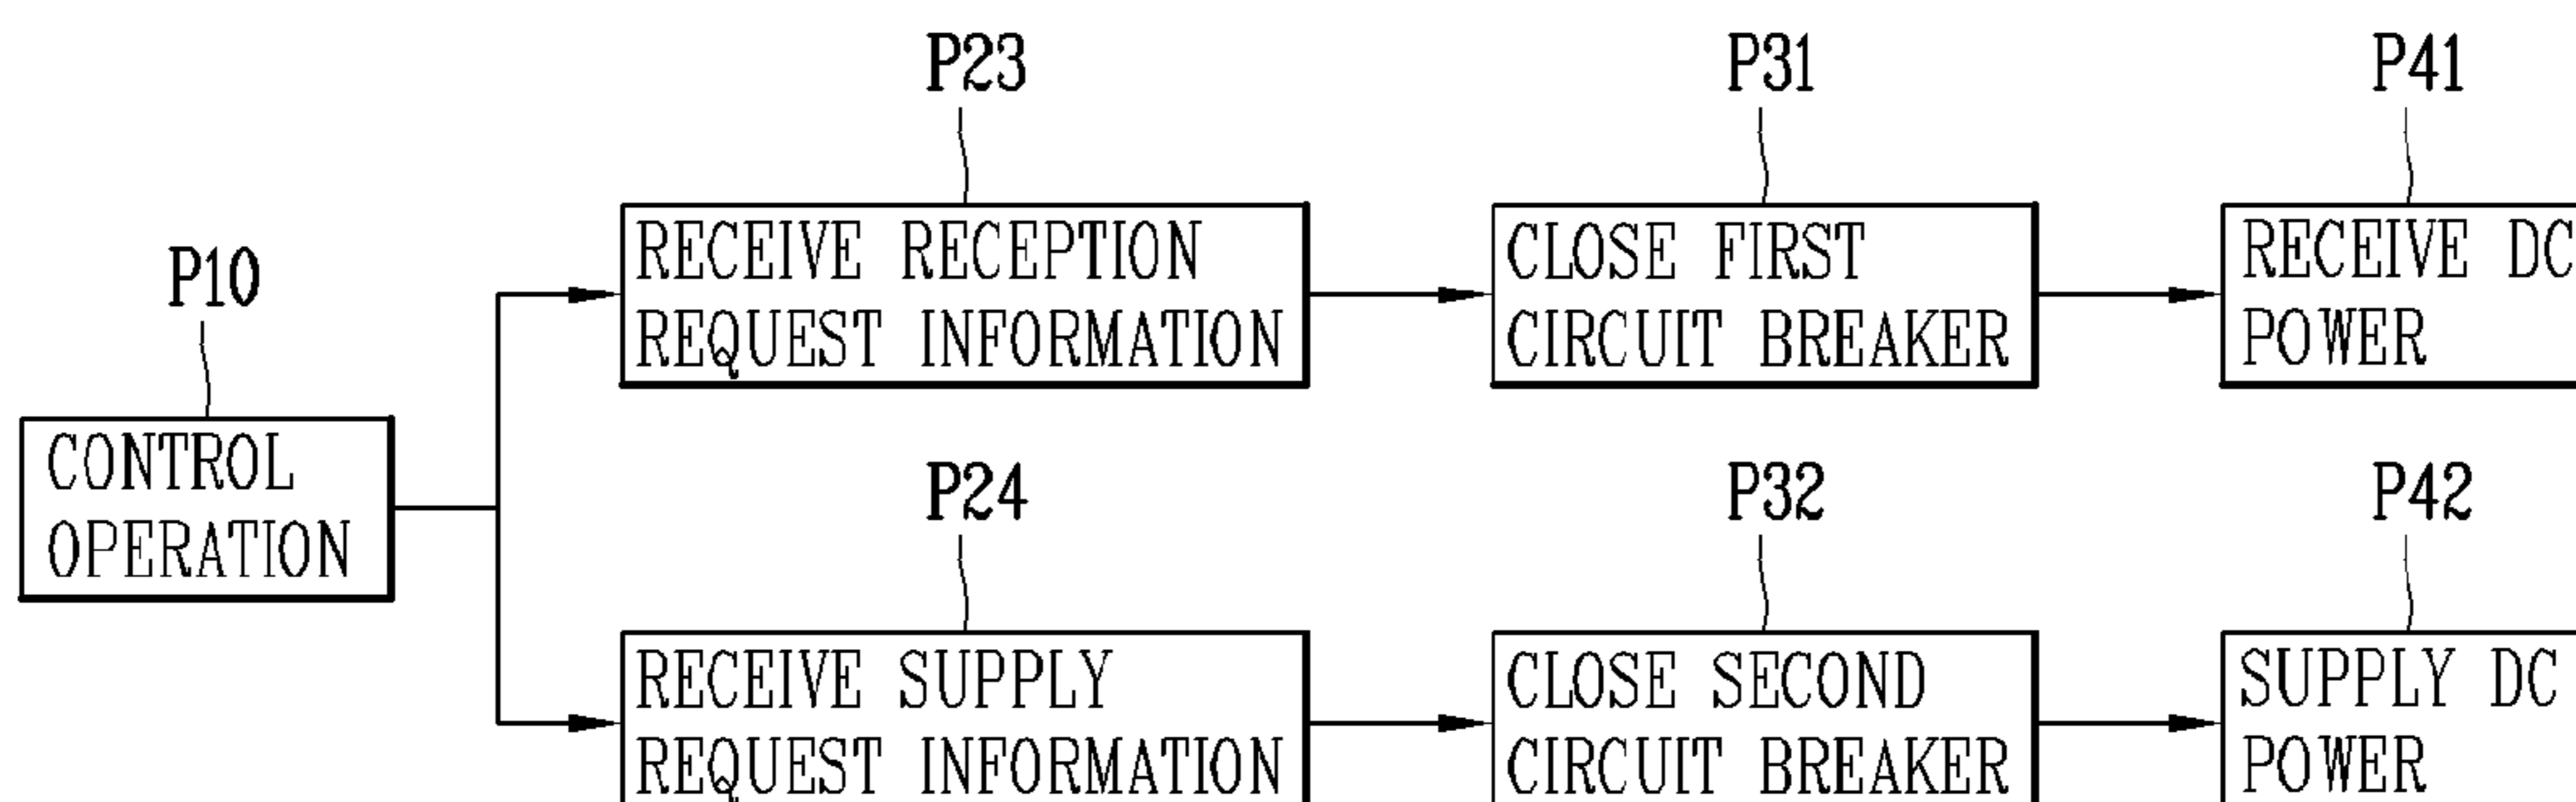 P23
P31
P41
RECEIVE RECEPTION
REQUEST INFORMATION
CLOSE FIRST
CIRCUIT BREAKER
RECEIVE DC
POWER
P10
CONTROL
OPERATION
P24
P32
P42
RECEIVE SUPPLY
REQUEST INFORMATION
CLOSE SECOND
CIRCUIT BREAKER
SUPPLY DC
POWER